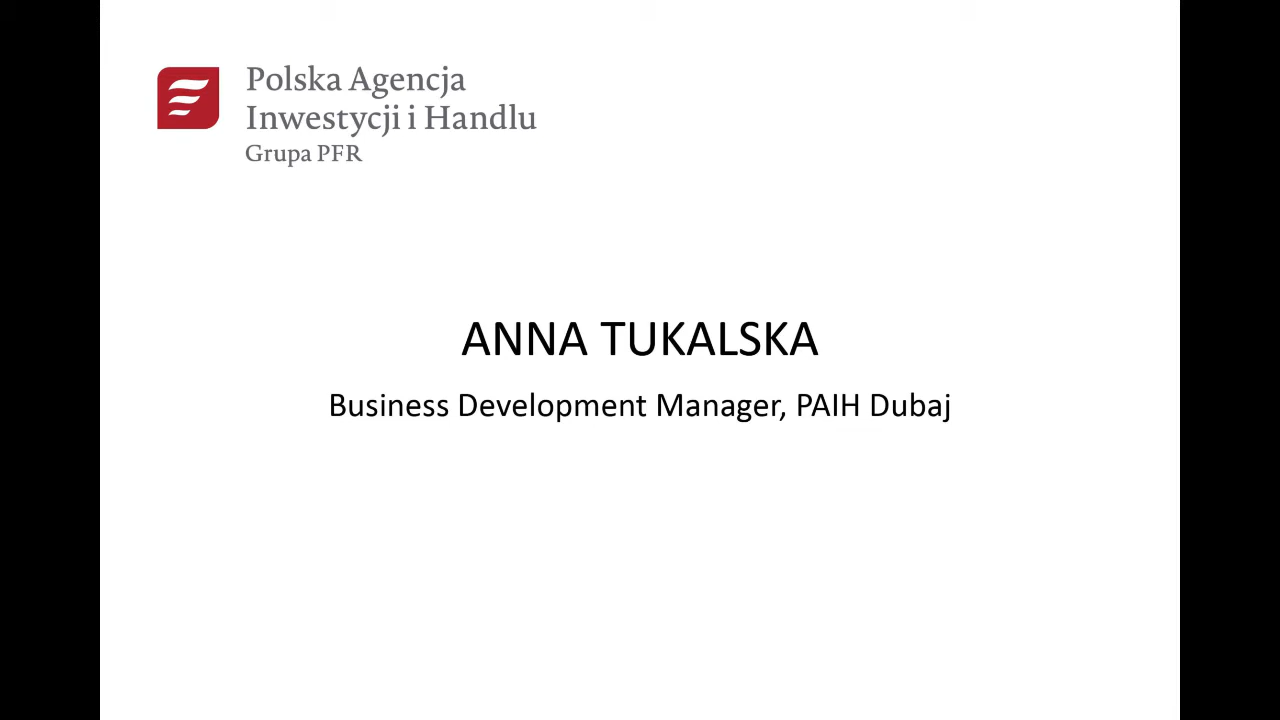 Polska Agencja
Inwestycji i Handlu
Grupa PFR
ANNA TUKALSKA
Business Development Manager, PAIH Dubaj